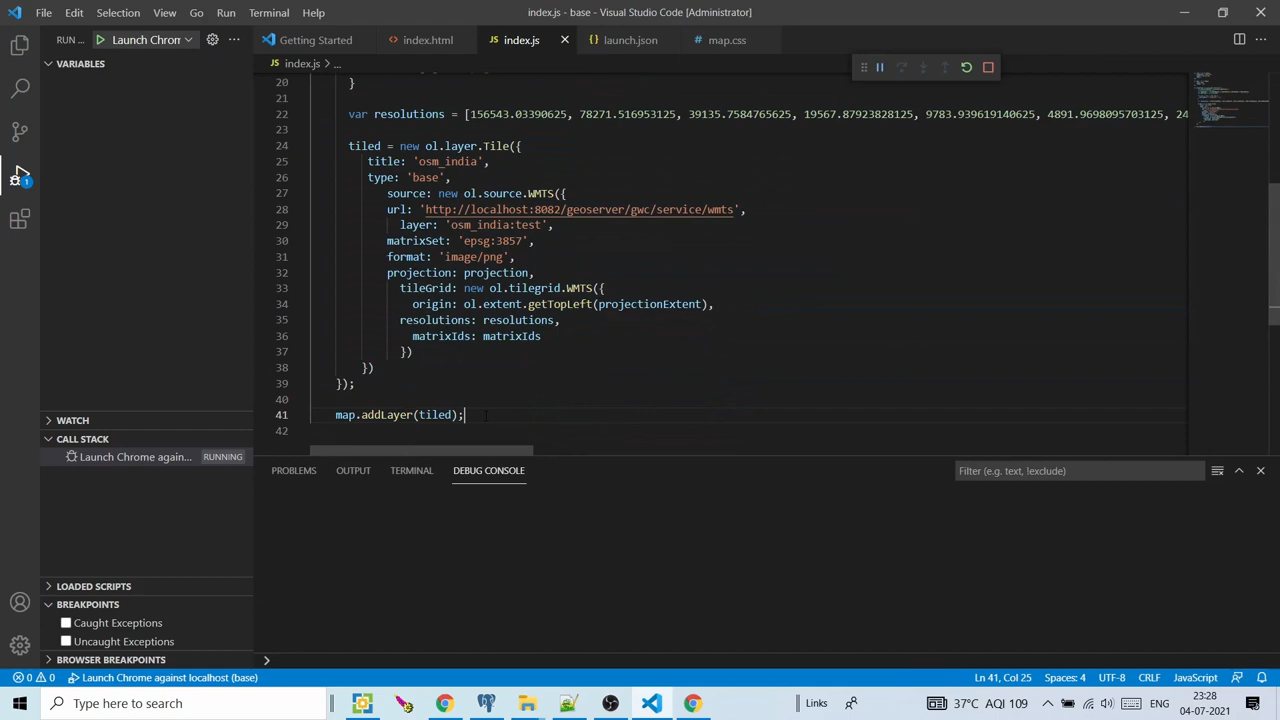 File Edit Selection View Go Run Terminal Help
index.js - base - Visual Studio Code [Administrator]
RUN ... Launch Chrom
Getting Started index.html index.js launch.json map.css
index.js > ...
VARIABLES
20 }
21
22 var resolutions = [156543.03390625, 78271.516953125, 39135.7584765625, 19567.87923828125, 9783.939619140625, 4891.9698095703125, 24
23
24 tiled = new ol.layer.Tile({
25 title: 'osm_india',
26 type: 'base',
27 source: new ol.source.WMTS({
28 url: 'http://localhost:8082/geoserver/gwc/service/wmts',
29 layer: 'osm_india:test',
30 matrixSet: 'epsg:3857',
31 format: 'image/png',
32 projection: projection,
33 tileGrid: new ol.tilegrid.WMTS({
34 origin: ol.extent.getTopLeft(projectionExtent),
35 resolutions: resolutions,
36 matrixIds: matrixIds
37 })
38 })
39 });
40
41 map.addLayer(tiled);
42
WATCH
CALL STACK
Launch Chrome again... RUNNING
PROBLEMS OUTPUT TERMINAL DEBUG CONSOLE
Filter (e.g. text, !exclude)
LOADED SCRIPTS
BREAKPOINTS
Caught Exceptions
Uncaught Exceptions
BROWSER BREAKPOINTS
1
0 0 Launch Chrome against localhost (base)
Ln 41, Col 25 Spaces: 4 UTF-8 CRLF JavaScript
Type here to search
Links
37°C AQI 109
ENG
23:28
04-07-2021
3